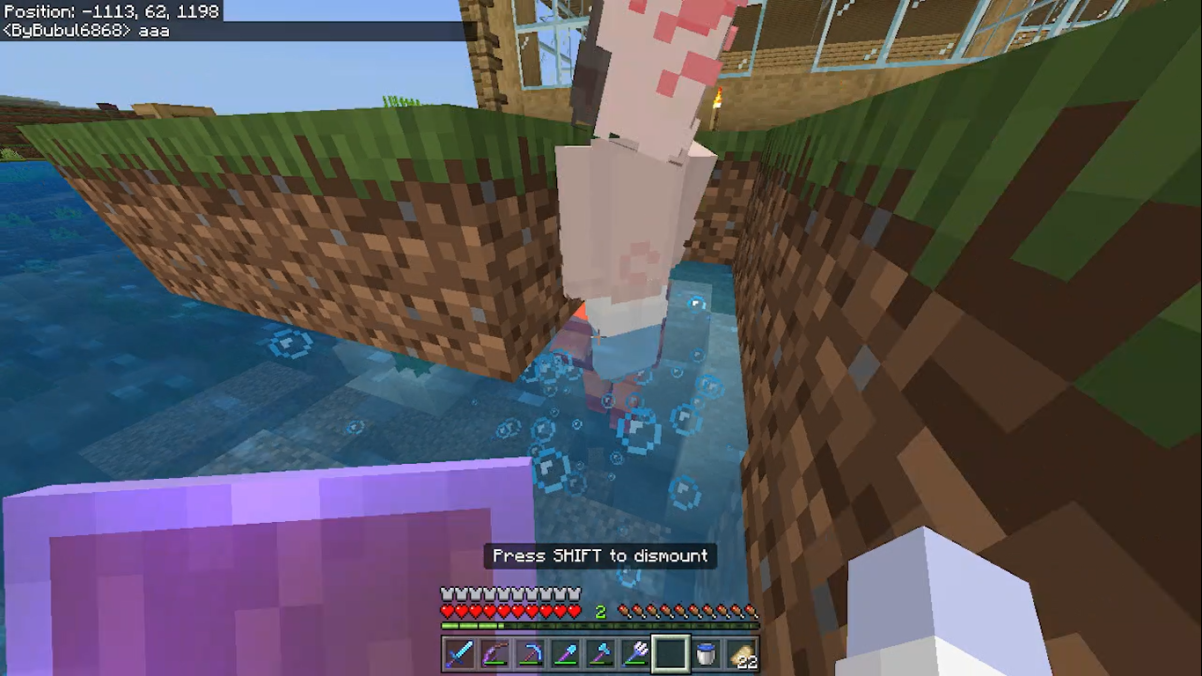 Position: -1113, 62, 1198
<ByBubul6868> aaa
Press SHIFT to dismount
2
22